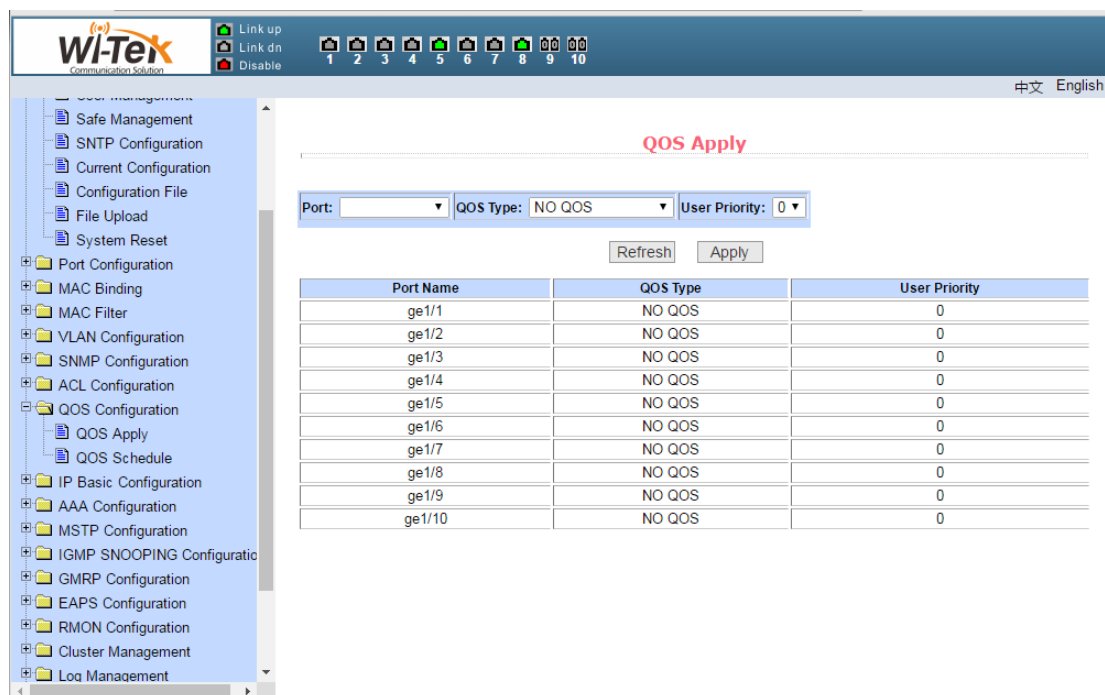 Wi-Tek
Communication Solution
Link up
Link dn
Disable
1 2 3 4 5 6 7 8 9 10
中文 English
User Management
Safe Management
SNTP Configuration
Current Configuration
Configuration File
File Upload
System Reset
Port Configuration
MAC Binding
MAC Filter
VLAN Configuration
SNMP Configuration
ACL Configuration
QOS Configuration
QOS Apply
QOS Schedule
IP Basic Configuration
AAA Configuration
MSTP Configuration
IGMP SNOOPING Configuratio
GMRP Configuration
EAPS Configuration
RMON Configuration
Cluster Management
Log Management
QOS Apply
Port: QOS Type: NO QOS User Priority: 0
Refresh Apply
Port Name QOS Type User Priority
ge1/1 NO QOS 0
ge1/2 NO QOS 0
ge1/3 NO QOS 0
ge1/4 NO QOS 0
ge1/5 NO QOS 0
ge1/6 NO QOS 0
ge1/7 NO QOS 0
ge1/8 NO QOS 0
ge1/9 NO QOS 0
ge1/10 NO QOS 0